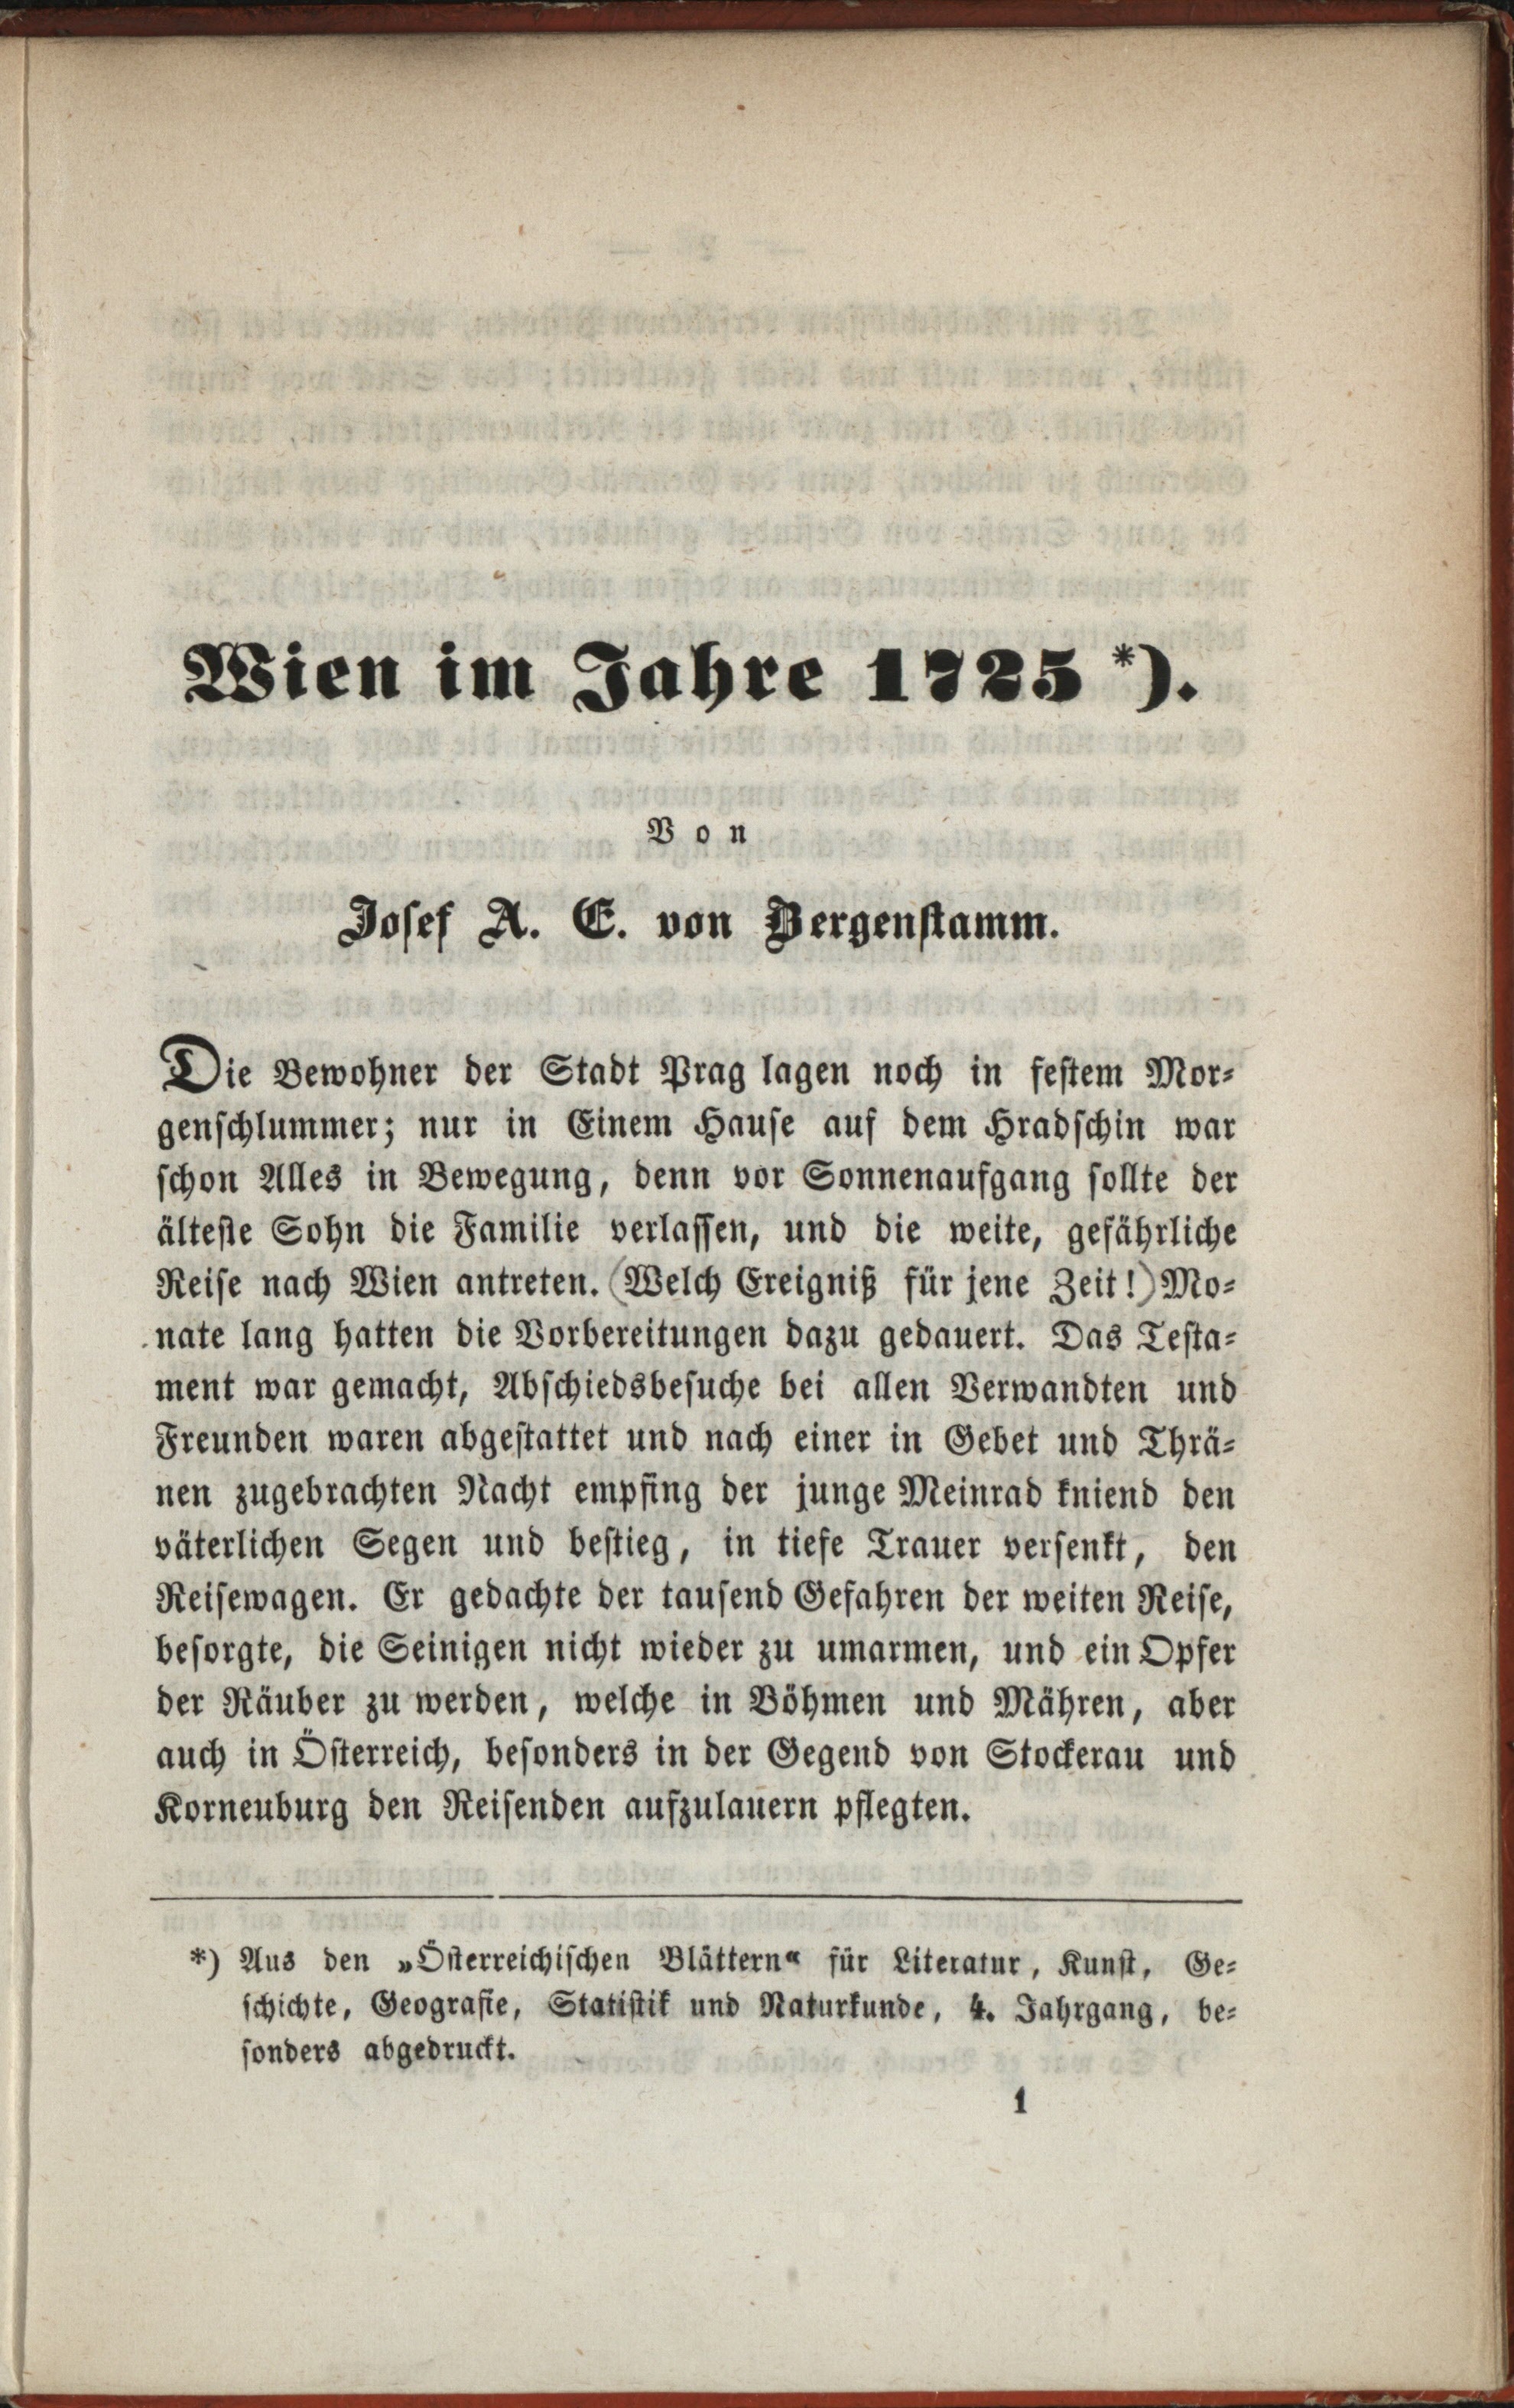 Wien im Jahre 1725 *).
Von
Josef A. E. von Bergenstamm.
Die Bewohner der Stadt Prag lagen noch in festem Mor-
genschlummer; nur in Einem Hause auf dem Hradschin war
schon Alles in Bewegung, denn vor Sonnenaufgang sollte der
älteste Sohn die Familie verlassen, und die weite, gefährliche
Reise nach Wien antreten. (Welch Ereigniß für jene Zeit!) Mo-
nate lang hatten die Vorbereitungen dazu gedauert. Das Testa-
ment war gemacht, Abschiedsbesuche bei allen Verwandten und
Freunden waren abgestattet und nach einer in Gebet und Thrä-
nen zugebrachten Nacht empfing der junge Meinrad kniend den
väterlichen Segen und bestieg, in tiefe Trauer versenkt, den
Reisewagen. Er gedachte der tausend Gefahren der weiten Reise,
besorgte, die Seinigen nicht wieder zu umarmen, und ein Opfer
der Räuber zu werden, welche in Böhmen und Mähren, aber
auch in Österreich, besonders in der Gegend von Stockerau und
Korneuburg den Reisenden aufzulauern pflegten.
*) Aus den »Österreichischen Blättern« für Literatur, Kunst, Ge-
schichte, Geografie, Statistik und Naturkunde, 4. Jahrgang, be-
sonders abgedruckt.
1